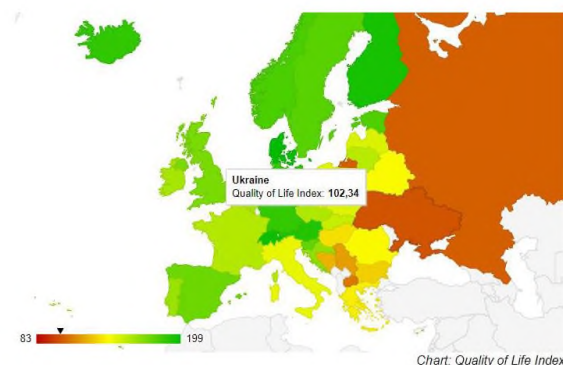 Ukraine
Quality of Life Index: 102,34
83
199
Chart: Quality of Life Index